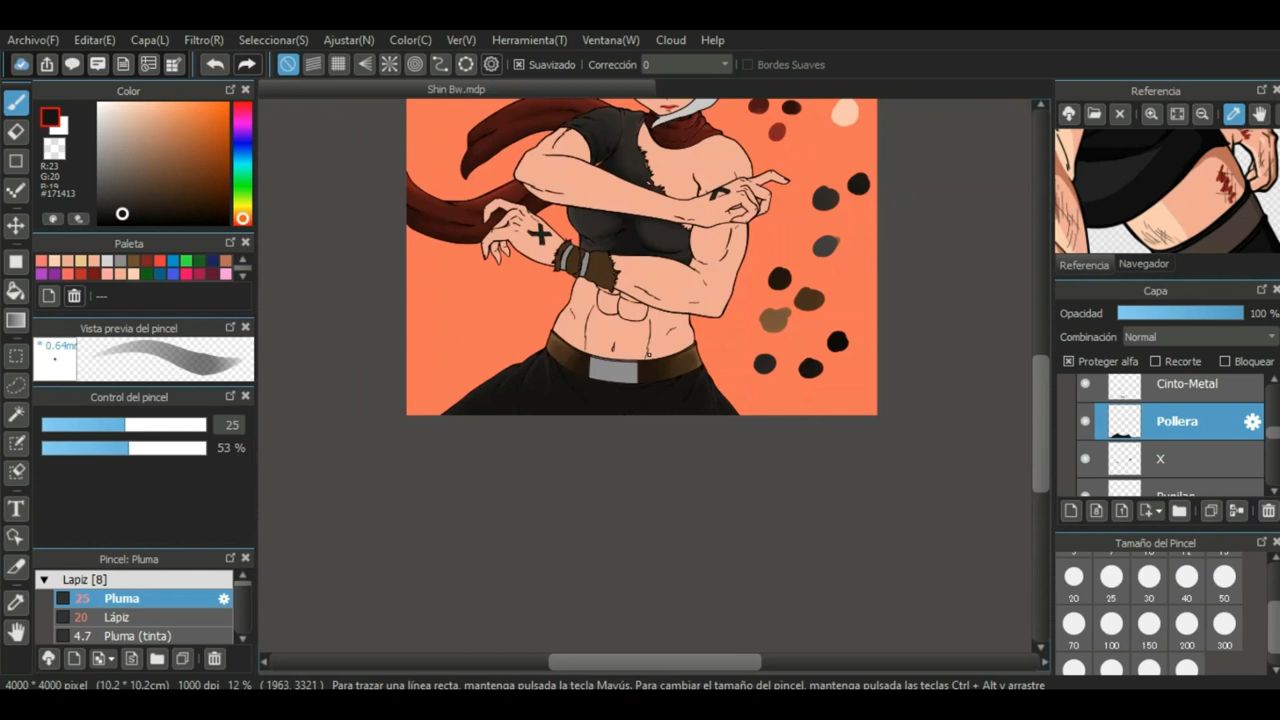 Archivo(F) Editar(E) Capa(L) Filtro(R) Seleccionar(S) Ajustar(N) Color(C) Ver(V) Herramienta(T) Ventana(W) Cloud Help
Suavizado Corrección 0 Bordes Suaves
Color
Shin Bw.mdp
Referencia
R:23
G:20
B:19
#171413
Paleta
---
Referencia Navegador
Capa
Opacidad 100 %
Vista previa del pincel
Combinación Normal
* 0.64mm
Proteger alfa Recorte Bloquear
Cinto-Metal
Control del pincel
25
Pollera
53 %
X
Pupilas
Pincel: Pluma
Tamaño del Pincel
Lapiz [8]
25 Pluma
20 Lápiz
4.7 Pluma (tinta)
20 25 30 40 50
70 100 150 200 300
4000 * 4000 pixel (10.2 * 10.2cm) 1000 dpi 12 % ( 1963, 3321 ) Para trazar una línea recta, mantenga pulsada la tecla Mayús. Para cambiar el tamaño del pincel, mantenga pulsadas las teclas Ctrl + Alt y arrastre